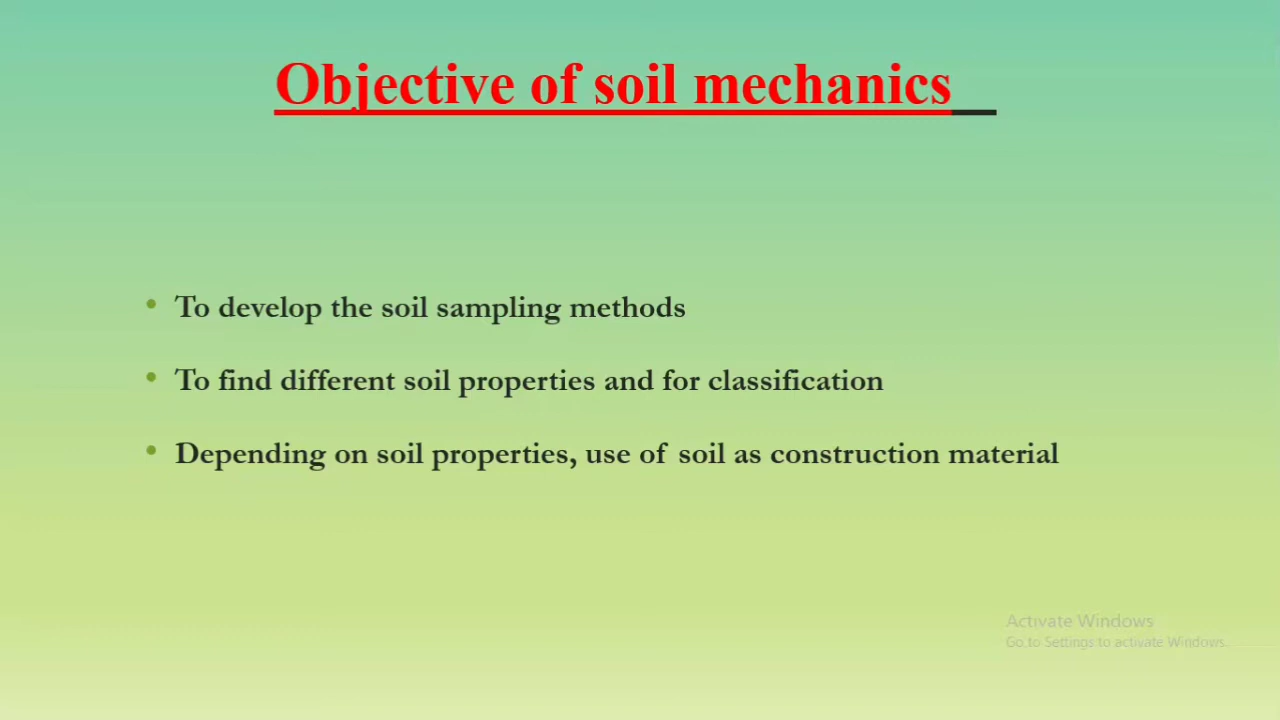 Objective of soil mechanics
• To develop the soil sampling methods
• To find different soil properties and for classification
• Depending on soil properties, use of soil as construction material
Activate Windows
Go to Settings to activate Windows.